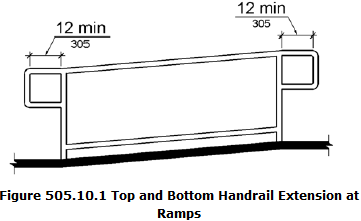 12 min
305
12 min
305
Figure 505.10.1 Top and Bottom Handrail Extension at
Ramps